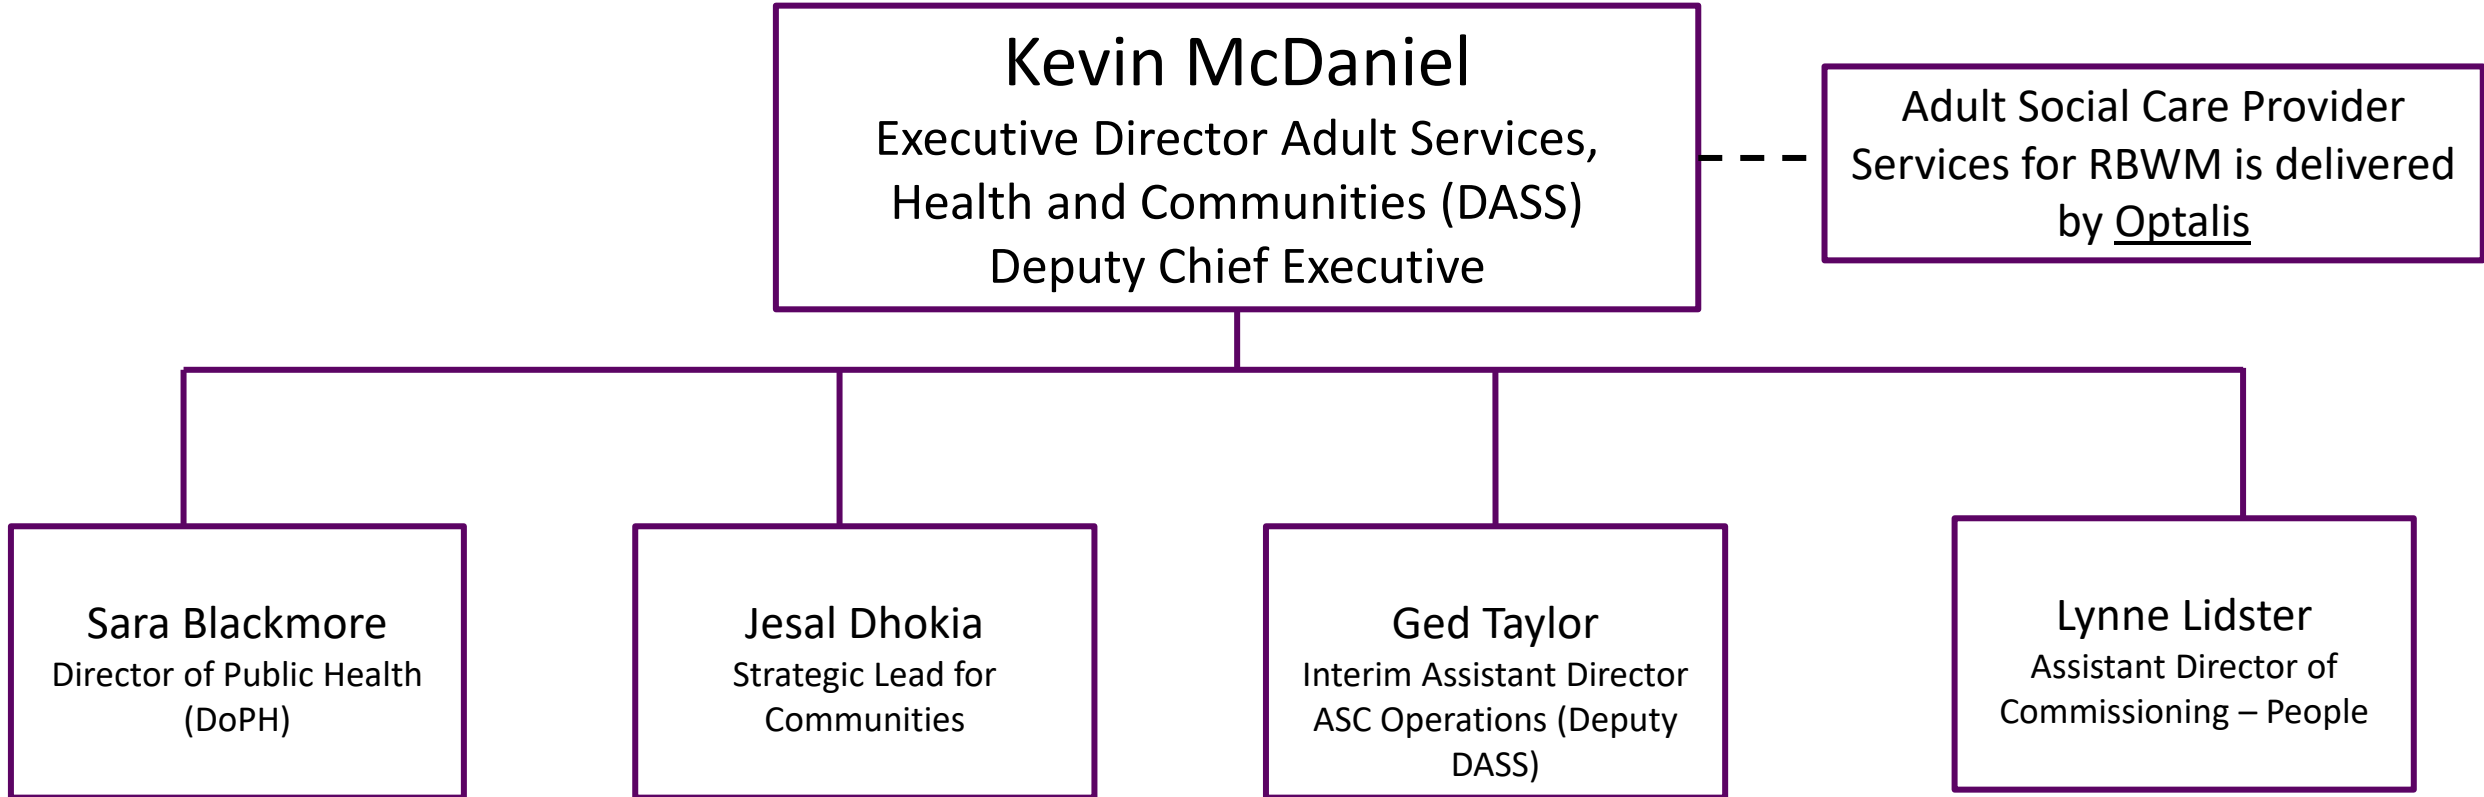 Kevin McDaniel
Executive Director Adult Services,
Health and Communities (DASS)
Deputy Chief Executive
Adult Social Care Provider
Services for RBWM is delivered
by Optalis
Sara Blackmore
Director of Public Health
(DoPH)
Jesal Dhokia
Strategic Lead for
Communities
Ged Taylor
Interim Assistant Director
ASC Operations (Deputy
DASS)
Lynne Lidster
Assistant Director of
Commissioning – People